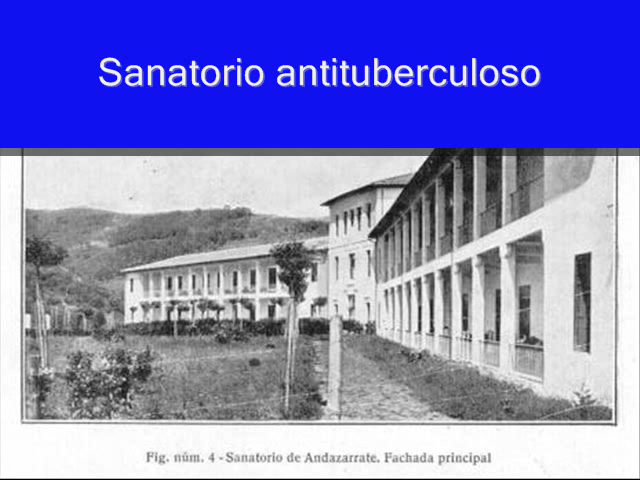 Sanatorio antituberculoso
Fig. núm. 4 - Sanatorio de Andazarrate. Fachada principal